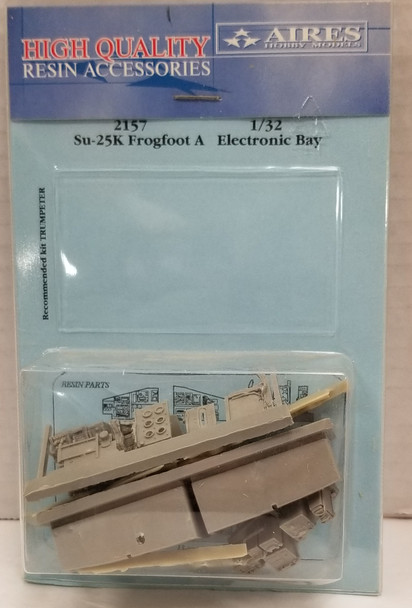 HIGH QUALITY
RESIN ACCESSORIES
AIRES
HOBBY MODELS
2157 1/32
Su-25K Frogfoot A Electronic Bay
Recommended kit TRUMPETER
RESIN PARTS